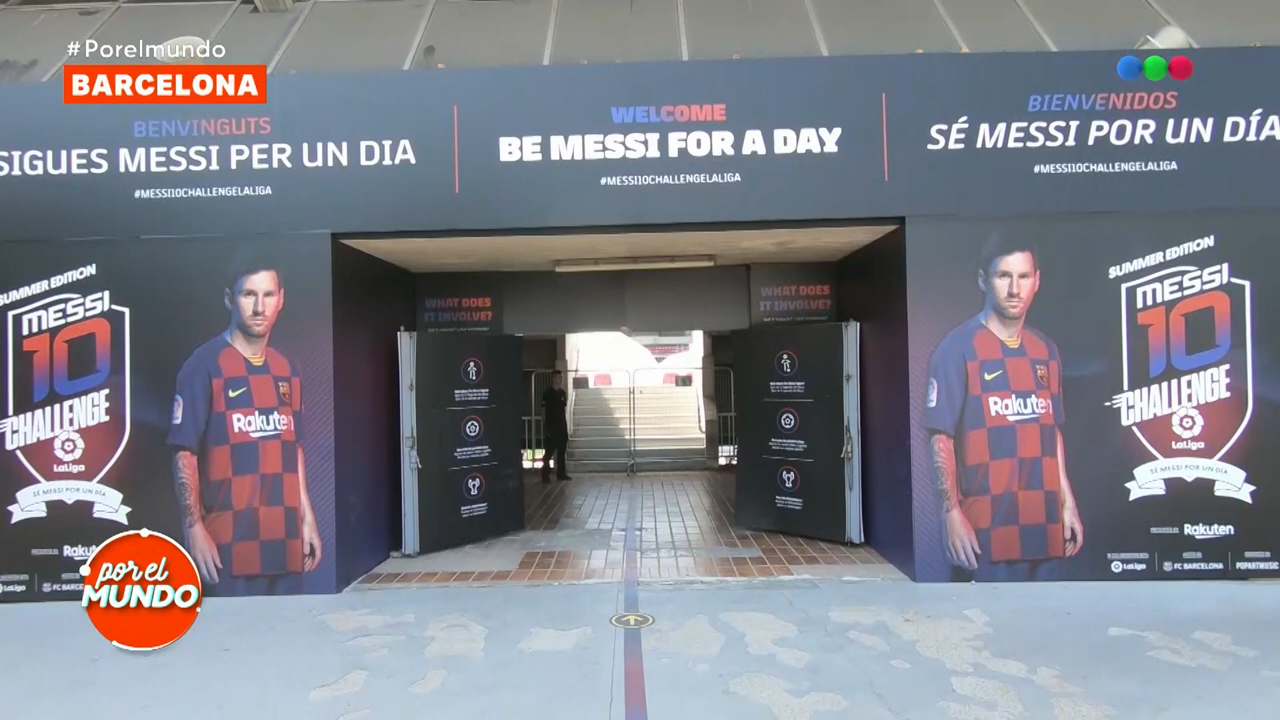 #Porelmundo
BARCELONA
BENVINGUTS
SIGUES MESSI PER UN DIA
#MESSI10CHALLENGELALIGA
WELCOME
BE MESSI FOR A DAY
#MESSI10CHALLENGELALIGA
BIENVENIDOS
SÉ MESSI POR UN DÍA
#MESSI10CHALLENGELALIGA
SUMMER EDITION
MESSI
10
CHALLENGE
LaLiga
SÉ MESSI POR UN DÍA
Rakuten
WHAT DOES
IT INVOLVE?
WHAT DOES
IT INVOLVE?
Rakuten
SUMMER EDITION
MESSI
10
CHALLENGE
LaLiga
SÉ MESSI POR UN DÍA
Rakuten
LaLiga
FC BARCELONA
POPARTMUSIC
por el
MUNDO